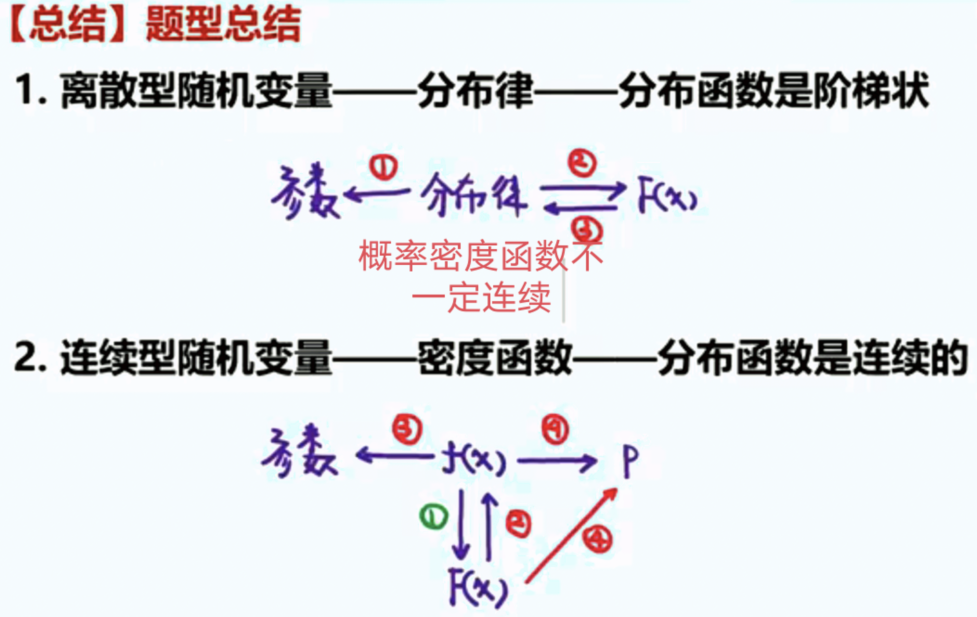 【总结】题型总结
1. 离散型随机变量——分布律——分布函数是阶梯状
① ②
参数 分布律 F(x)
③
概率密度函数不
一定连续
2. 连续型随机变量——密度函数——分布函数是连续的
③ ④
参数 f(x) P
① ② ④
F(x)